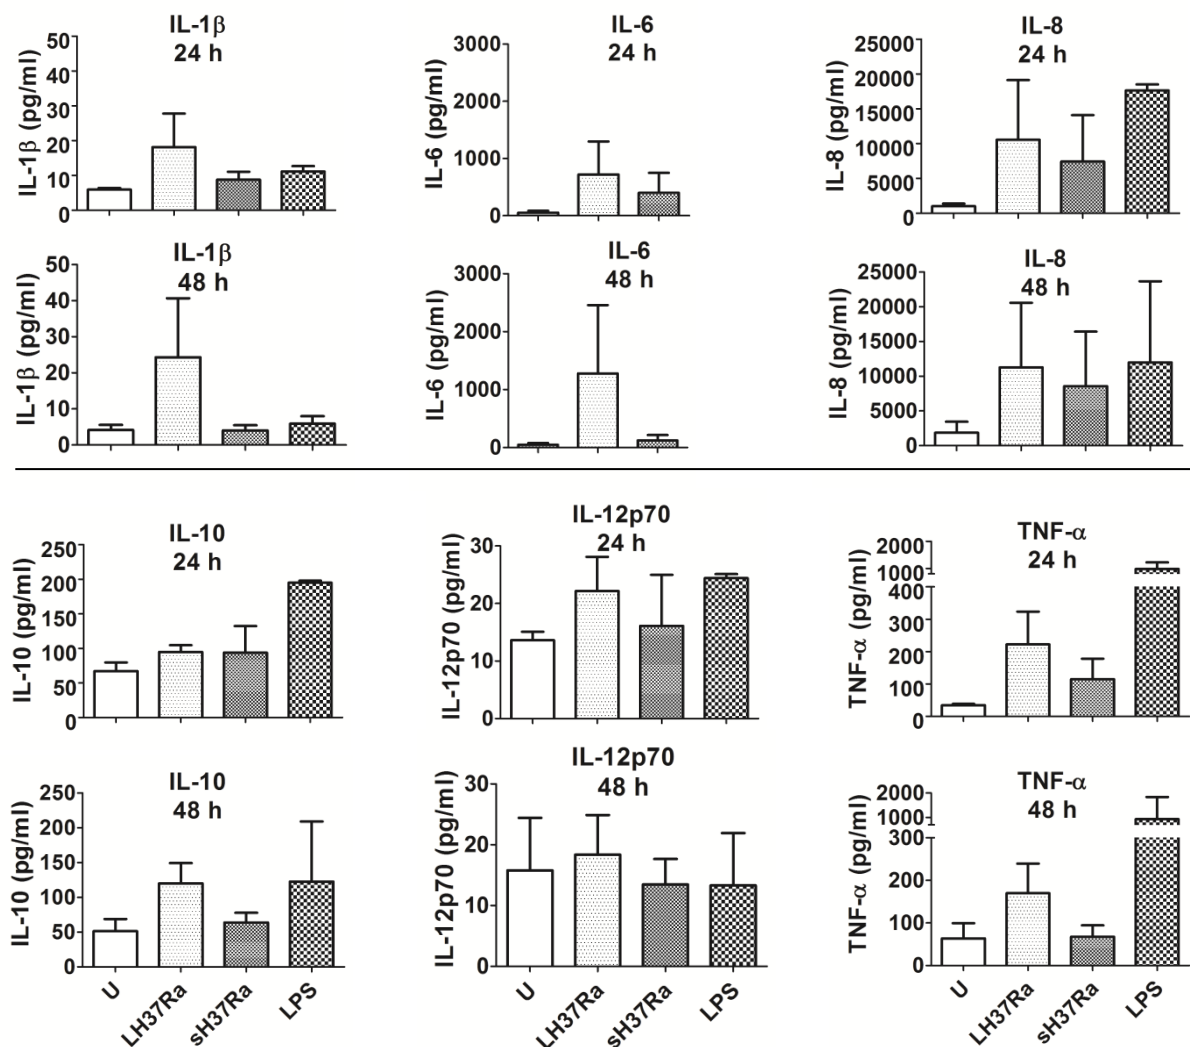 IL-1β
24 h
IL-1β (pg/ml)
50
40
30
20
10
0
IL-6
24 h
IL-6 (pg/ml)
3000
2000
1000
0
IL-8
24 h
IL-8 (pg/ml)
25000
20000
15000
10000
5000
0
IL-1β
48 h
IL-1β (pg/ml)
50
40
30
20
10
0
IL-6
48 h
IL-6 (pg/ml)
3000
2000
1000
0
IL-8
48 h
IL-8 (pg/ml)
25000
20000
15000
10000
5000
0
IL-10
24 h
IL-10 (pg/ml)
250
200
150
100
50
0
IL-12p70
24 h
IL-12p70 (pg/ml)
30
20
10
0
TNF-α
24 h
TNF-α (pg/ml)
2000
1000
400
300
200
100
0
IL-10
48 h
IL-10 (pg/ml)
250
200
150
100
50
0
U
LH37Ra
sH37Ra
LPS
IL-12p70
48 h
IL-12p70 (pg/ml)
30
20
10
0
U
LH37Ra
sH37Ra
LPS
TNF-α
48 h
TNF-α (pg/ml)
2000
1000
300
200
100
0
U
LH37Ra
sH37Ra
LPS